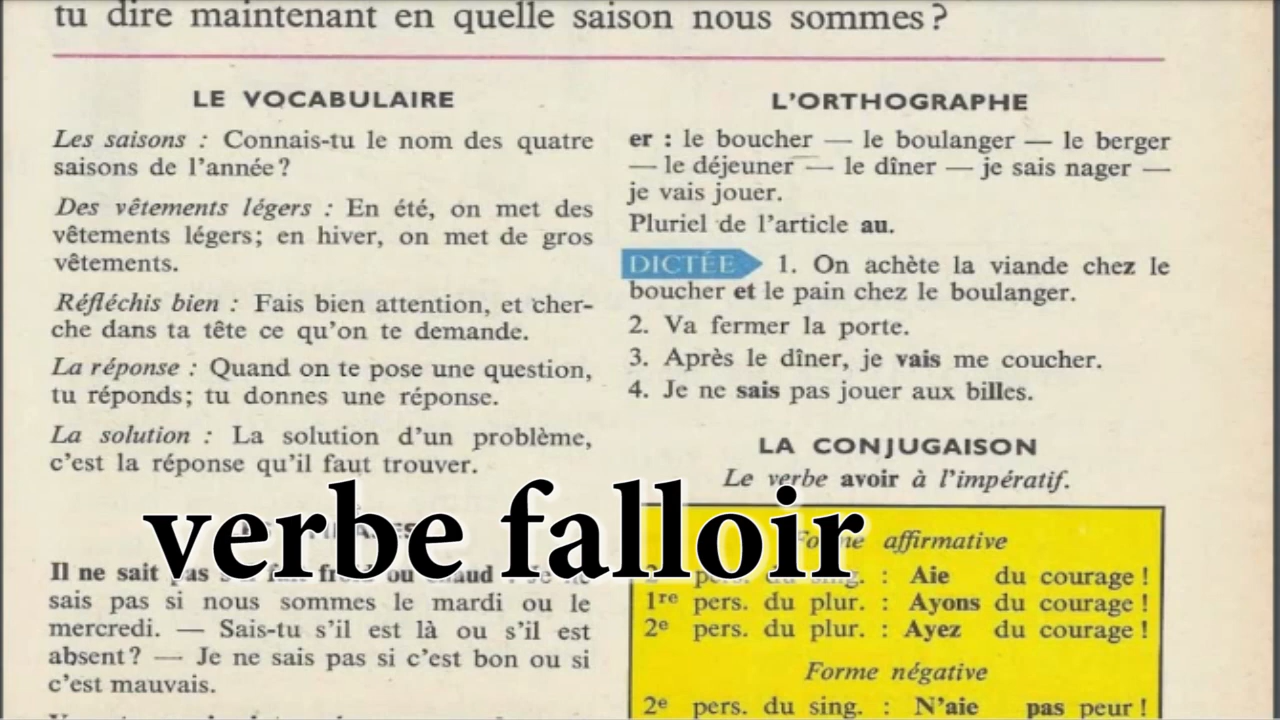 tu dire maintenant en quelle saison nous sommes ?
LE VOCABULAIRE
Les saisons : Connais-tu le nom des quatre
saisons de l'année ?
Des vêtements légers : En été, on met des
vêtements légers; en hiver, on met de gros
vêtements.
Réfléchis bien : Fais bien attention, et cher-
che dans ta tête ce qu'on te demande.
La réponse : Quand on te pose une question,
tu réponds; tu donnes une réponse.
La solution : La solution d'un problème,
c'est la réponse qu'il faut trouver.
verbe falloir
Il ne sait pas fait froid ou chaud :
sais pas si nous sommes le mardi ou le
mercredi. — Sais-tu s'il est là ou s'il est
absent ? — Je ne sais pas si c'est bon ou si
c'est mauvais.
L'ORTHOGRAPHE
er : le boucher — le boulanger — le berger
— le déjeuner — le dîner — je sais nager —
je vais jouer.
Pluriel de l'article au.
DICTÉE 1. On achète la viande chez le
boucher et le pain chez le boulanger.
2. Va fermer la porte.
3. Après le dîner, je vais me coucher.
4. Je ne sais pas jouer aux billes.
LA CONJUGAISON
Le verbe avoir à l'impératif.
Forme affirmative
2e pers. du sing. : Aie du courage !
1re pers. du plur. : Ayons du courage !
2e pers. du plur. : Ayez du courage !
Forme négative
2e pers. du sing. : N'aie pas peur !